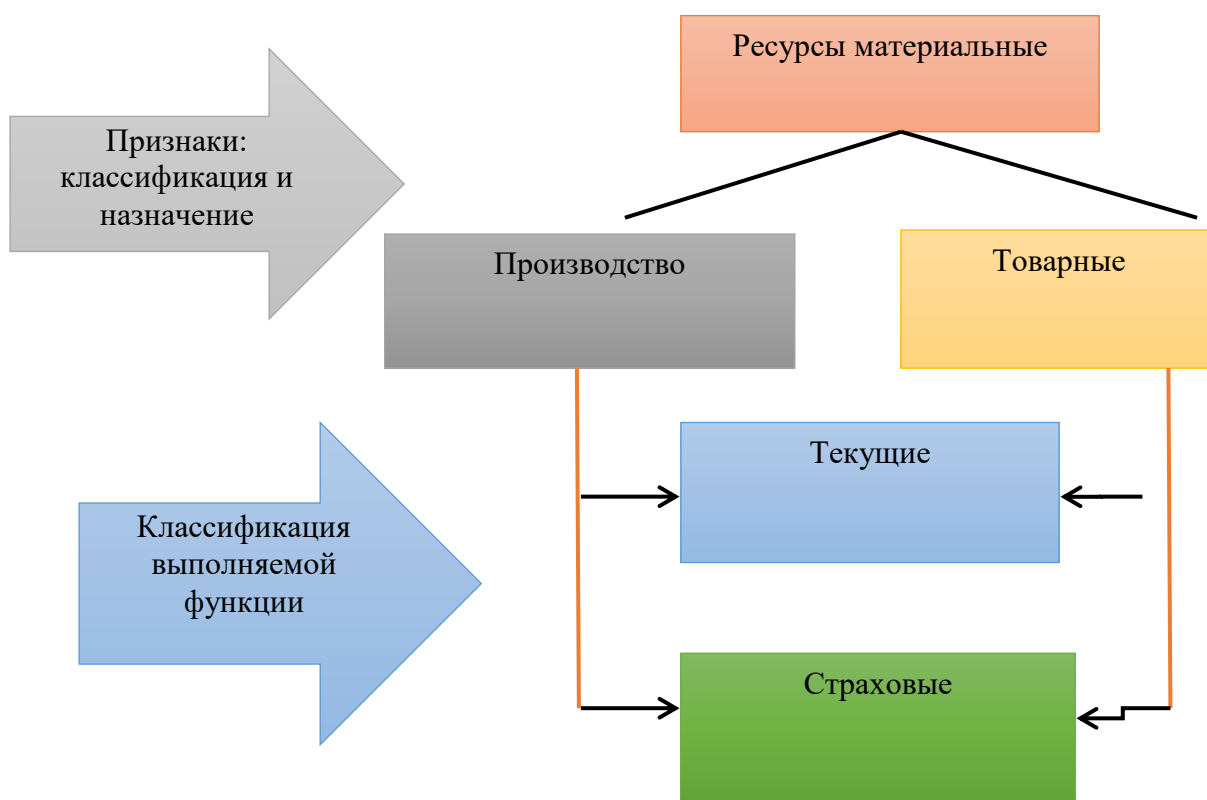 Ресурсы материальные
Признаки:
классификация и
назначение
Производство
Товарные
Текущие
Классификация
выполняемой
функции
Страховые